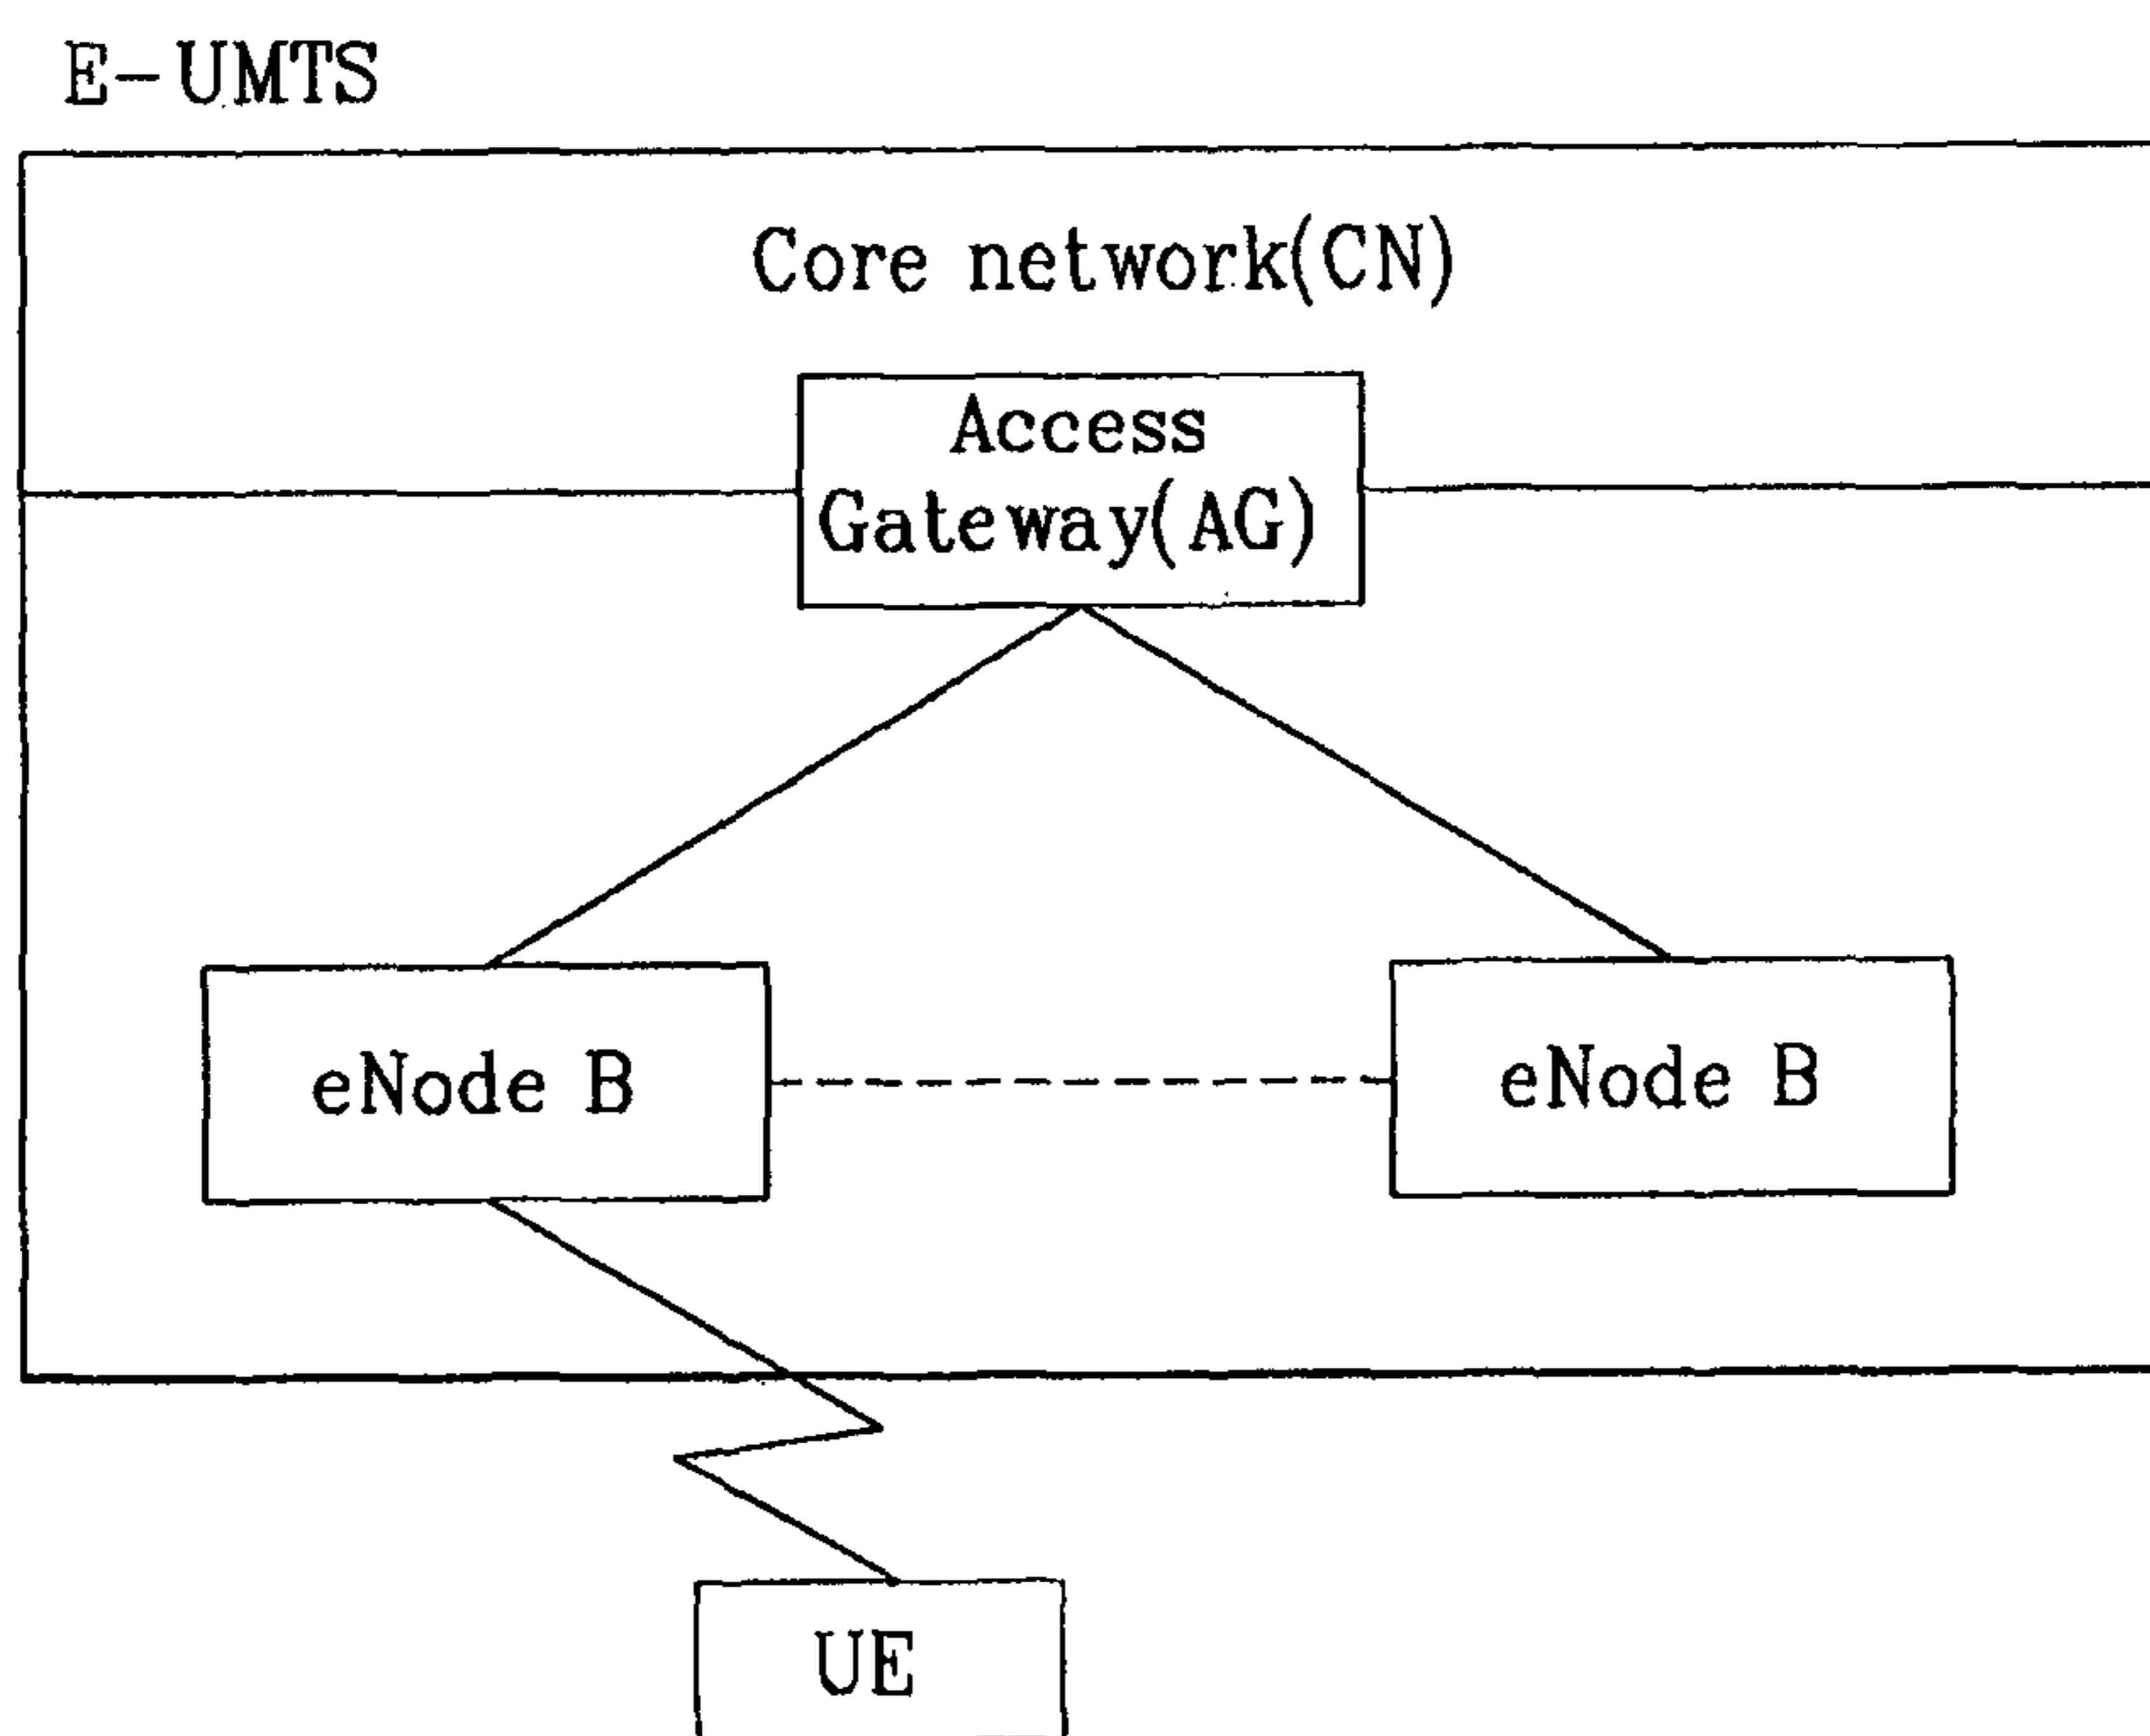 E-UMTS
Core network(CN)
Access
Gateway(AG)
eNode B
eNode B
UE